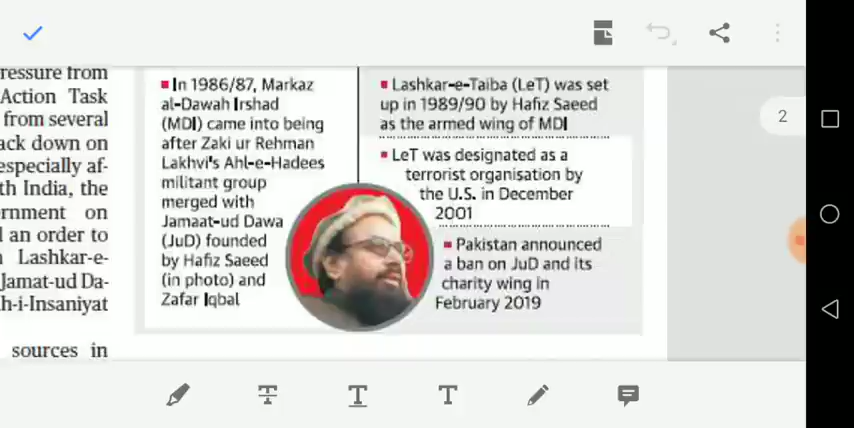 ressure from
Action Task
from several
ack down on
especially af-
th India, the
ernment on
l an order to
Lashkar-e-
Jamat-ud Da-
h-i-Insaniyat
sources in
In 1986/87, Markaz
al-Dawah Irshad
(MDI) came into being
after Zaki ur Rehman
Lakhvi's Ahl-e-Hadees
militant group
merged with
Jamaat-ud Dawa
(JuD) founded
by Hafiz Saeed
(in photo) and
Zafar Iqbal
Lashkar-e-Taiba (LeT) was set
up in 1989/90 by Hafiz Saeed
as the armed wing of MDI
LeT was designated as a
terrorist organisation by
the U.S. in December
2001
Pakistan announced
a ban on JuD and its
charity wing in
February 2019
2
T
T
T